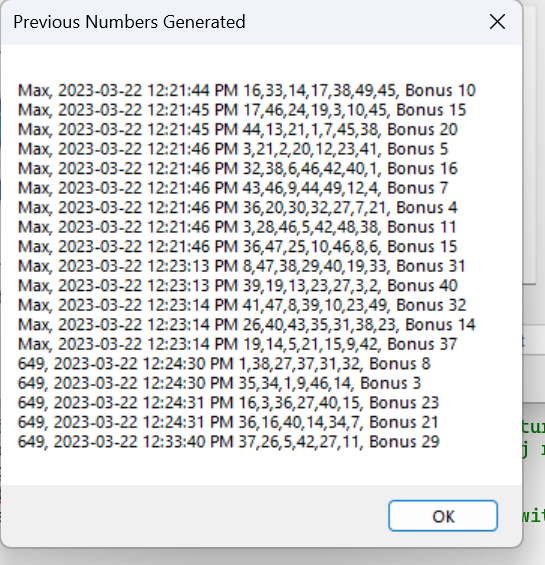 Previous Numbers Generated
Max, 2023-03-22 12:21:44 PM 16,33,14,17,38,49,45, Bonus 10
Max, 2023-03-22 12:21:45 PM 17,46,24,19,3,10,45, Bonus 15
Max, 2023-03-22 12:21:46 PM 44,13,21,1,7,45,38, Bonus 20
Max, 2023-03-22 12:21:46 PM 3,21,2,20,12,23,41, Bonus 5
Max, 2023-03-22 12:21:46 PM 32,38,6,46,42,40,1, Bonus 16
Max, 2023-03-22 12:21:46 PM 43,46,9,44,49,12,4, Bonus 7
Max, 2023-03-22 12:21:46 PM 36,20,30,32,27,7,21, Bonus 4
Max, 2023-03-22 12:21:46 PM 3,28,46,5,42,48,38, Bonus 11
Max, 2023-03-22 12:21:46 PM 36,47,25,10,46,8,6, Bonus 15
Max, 2023-03-22 12:23:13 PM 8,47,38,29,40,19,33, Bonus 31
Max, 2023-03-22 12:23:13 PM 39,19,13,23,27,3,2, Bonus 40
Max, 2023-03-22 12:23:14 PM 41,47,8,39,10,23,49, Bonus 32
Max, 2023-03-22 12:23:14 PM 26,40,43,35,31,38,23, Bonus 14
Max, 2023-03-22 12:23:14 PM 19,14,5,21,15,9,42, Bonus 37
649, 2023-03-22 12:24:30 PM 1,38,27,37,31,32, Bonus 8
649, 2023-03-22 12:24:30 PM 35,34,1,9,46,14, Bonus 3
649, 2023-03-22 12:24:31 PM 16,3,36,27,40,15, Bonus 23
649, 2023-03-22 12:24:31 PM 36,16,40,14,34,7, Bonus 21
649, 2023-03-22 12:33:40 PM 37,26,5,42,27,11, Bonus 29
OK